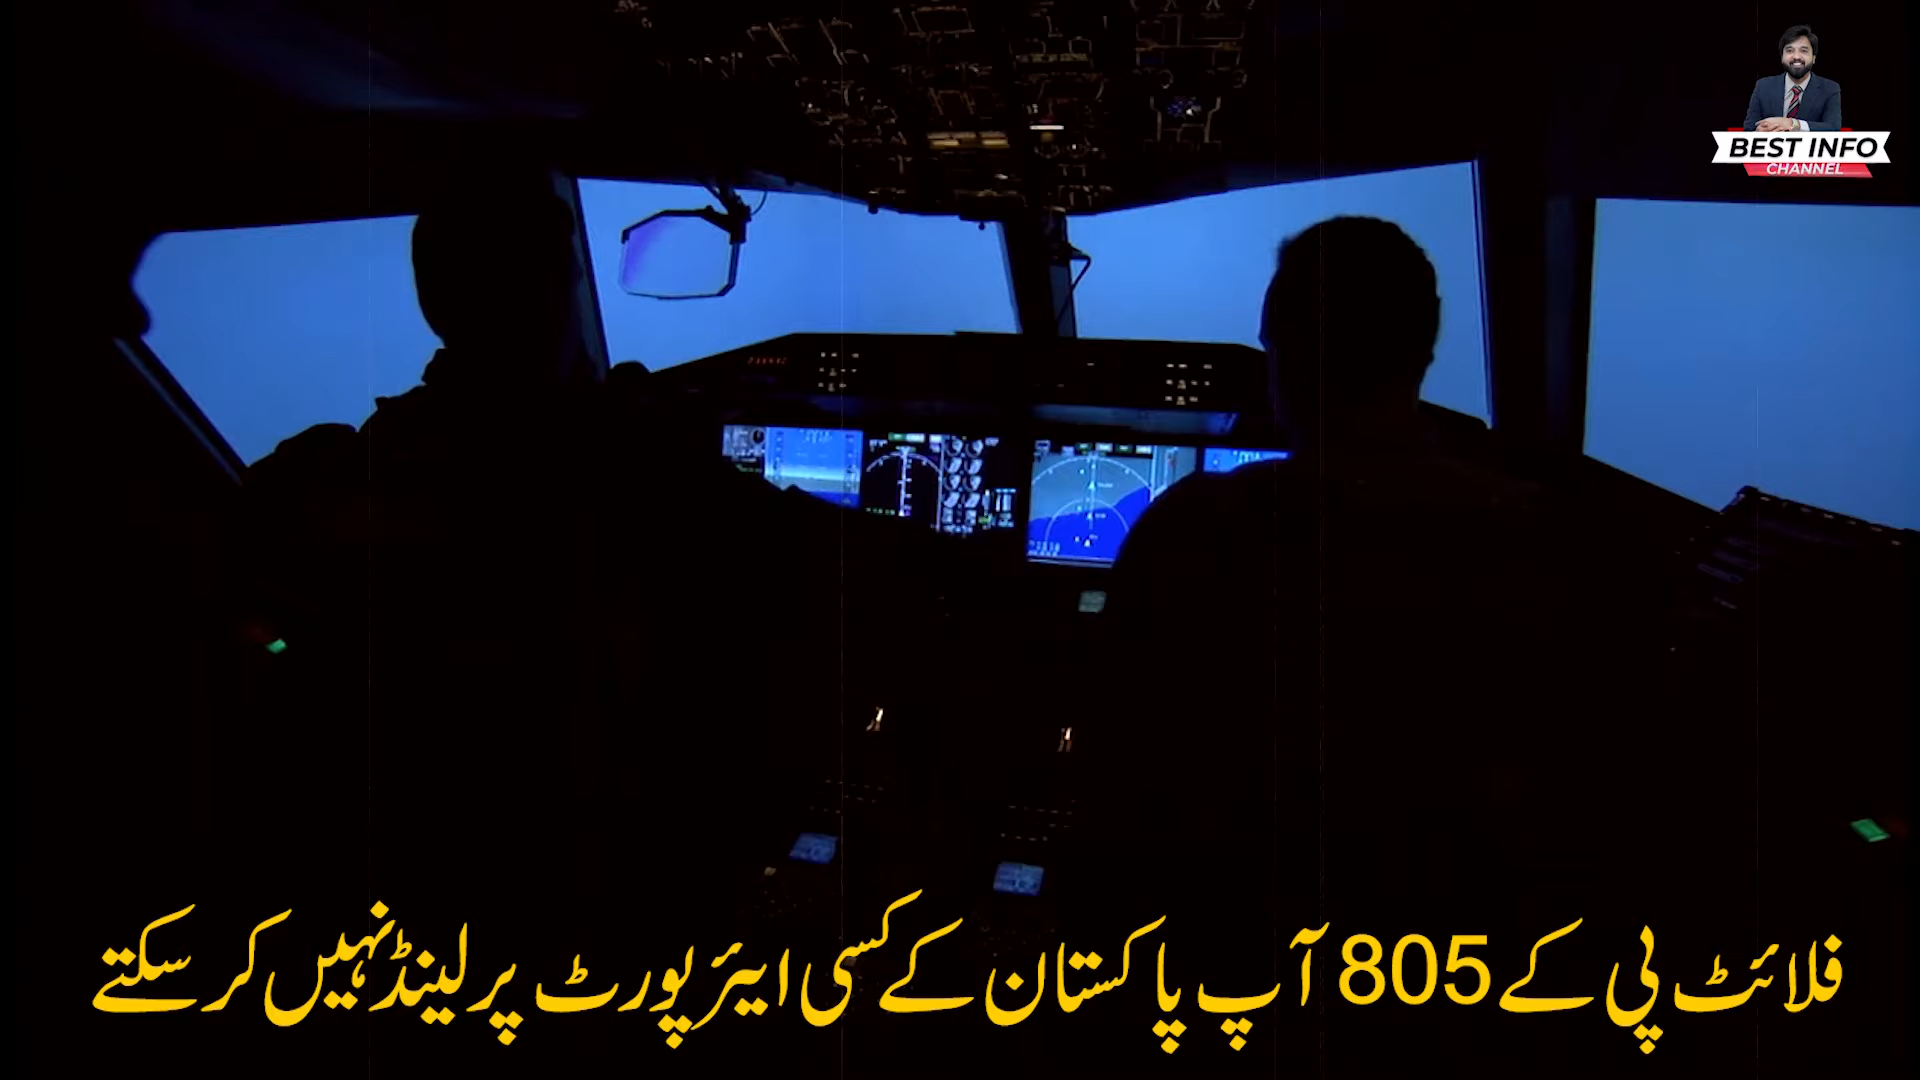 BEST INFO
CHANNEL
فلائٹ پی کے 805 آپ پاکستان کے کسی ایئرپورٹ پر لینڈ نہیں کر سکتے